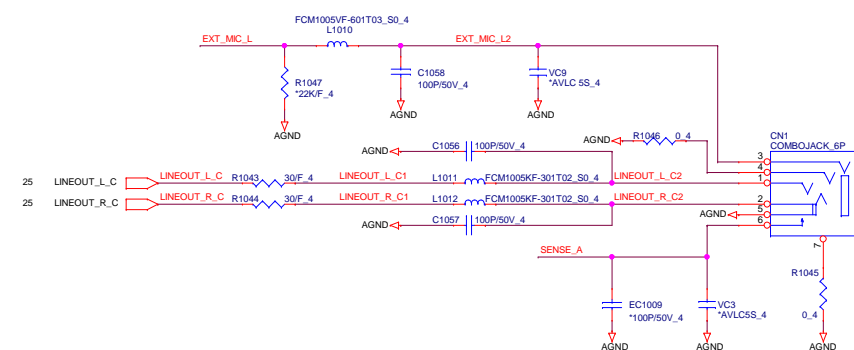 FCM1005VF-601T03_S0_4
EXT_MIC_L
L1010
EXT_MIC_L2
R1047
*22K/F_4
C1058
100P/50V_4
VC9
*AVLC 5S_4
AGND
AGND
AGND
C1056
100P/50V_4
AGND
AGND
R1046
0_4
CN1
COMBOJACK_6P
3
4
1
25
LINEOUT_L_C
LINEOUT_L_C
R1043
30/F_4
LINEOUT_L_C1
L1011
FCM1005KF-301T02_S0_4
LINEOUT_L_C2
25
LINEOUT_R_C
LINEOUT_R_C
R1044
30/F_4
LINEOUT_R_C1
L1012
FCM1005KF-301T02_S0_4
LINEOUT_R_C2
2
5
6
AGND
AGND
C1057
100P/50V_4
SENSE_A
7
EC1009
*100P/50V_4
VC3
*AVLC5S_4
R1045
0_4
AGND
AGND
AGND